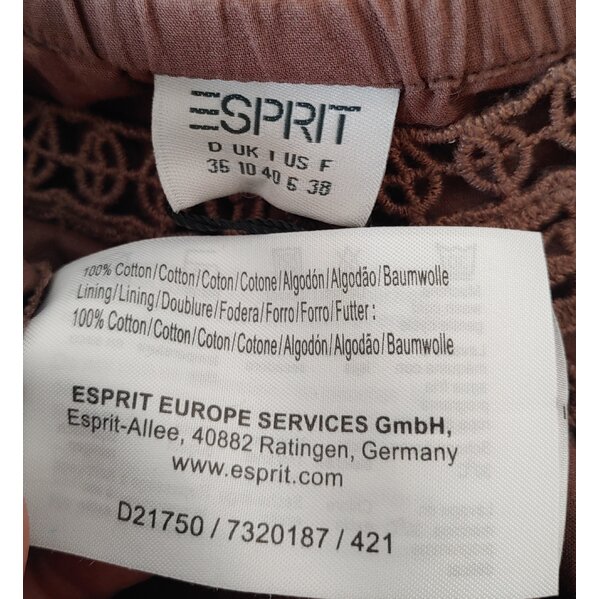 ESPRIT
D UK I US F
36 10 40 6 38
100% Cotton/Cotton/Coton/Cotone/Algodón/Algodão/Baumwolle
Lining/Lining/Doublure/Fodera/Forro/Forro/Futter:
100% Cotton/Cotton/Coton/Cotone/Algodón/Algodão/Baumwolle
ESPRIT EUROPE SERVICES GmbH,
Esprit-Allee, 40882 Ratingen, Germany
www.esprit.com
D21750 / 7320187 / 421